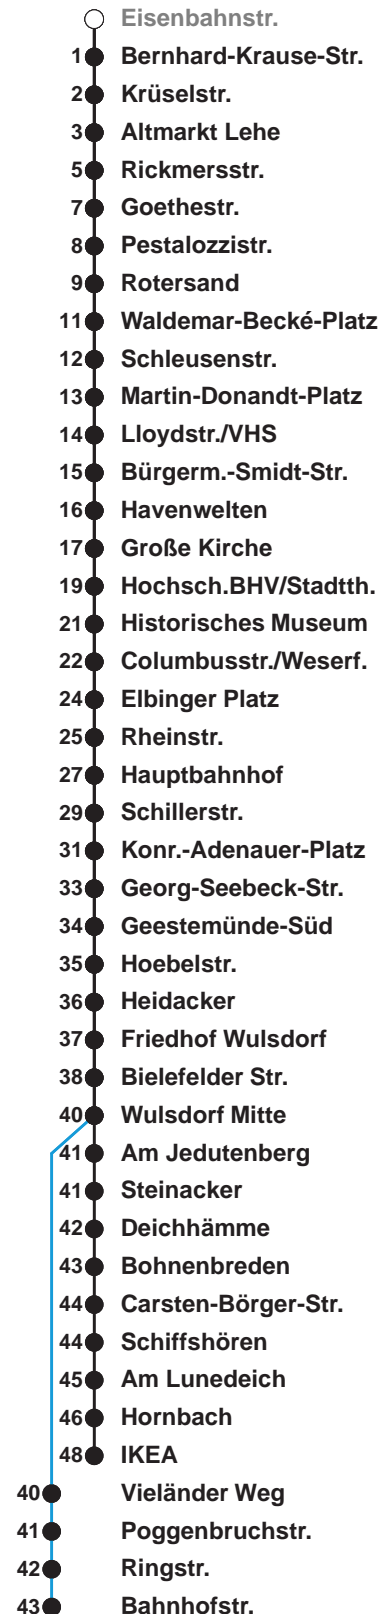 Eisenbahnstr.
1 Bernhard-Krause-Str.
2 Krüselstr.
3 Altmarkt Lehe
5 Rickmersstr.
7 Goethestr.
8 Pestalozzistr.
9 Rotersand
11 Waldemar-Becké-Platz
12 Schleusenstr.
13 Martin-Donandt-Platz
14 Lloydstr./VHS
15 Bürgerm.-Smidt-Str.
16 Havenwelten
17 Große Kirche
19 Hochsch.BHV/Stadtth.
21 Historisches Museum
22 Columbusstr./Weserf.
24 Elbinger Platz
25 Rheinstr.
27 Hauptbahnhof
29 Schillerstr.
31 Konr.-Adenauer-Platz
33 Georg-Seebeck-Str.
34 Geestemünde-Süd
35 Hoebelstr.
36 Heidacker
37 Friedhof Wulsdorf
38 Bielefelder Str.
40 Wulsdorf Mitte
41 Am Jedutenberg
41 Steinacker
42 Deichhämme
43 Bohnenbreden
44 Carsten-Börger-Str.
44 Schiffshören
45 Am Lunedeich
46 Hornbach
48 IKEA
40 Vieländer Weg
41 Poggenbruchstr.
42 Ringstr.
43 Bahnhofstr.